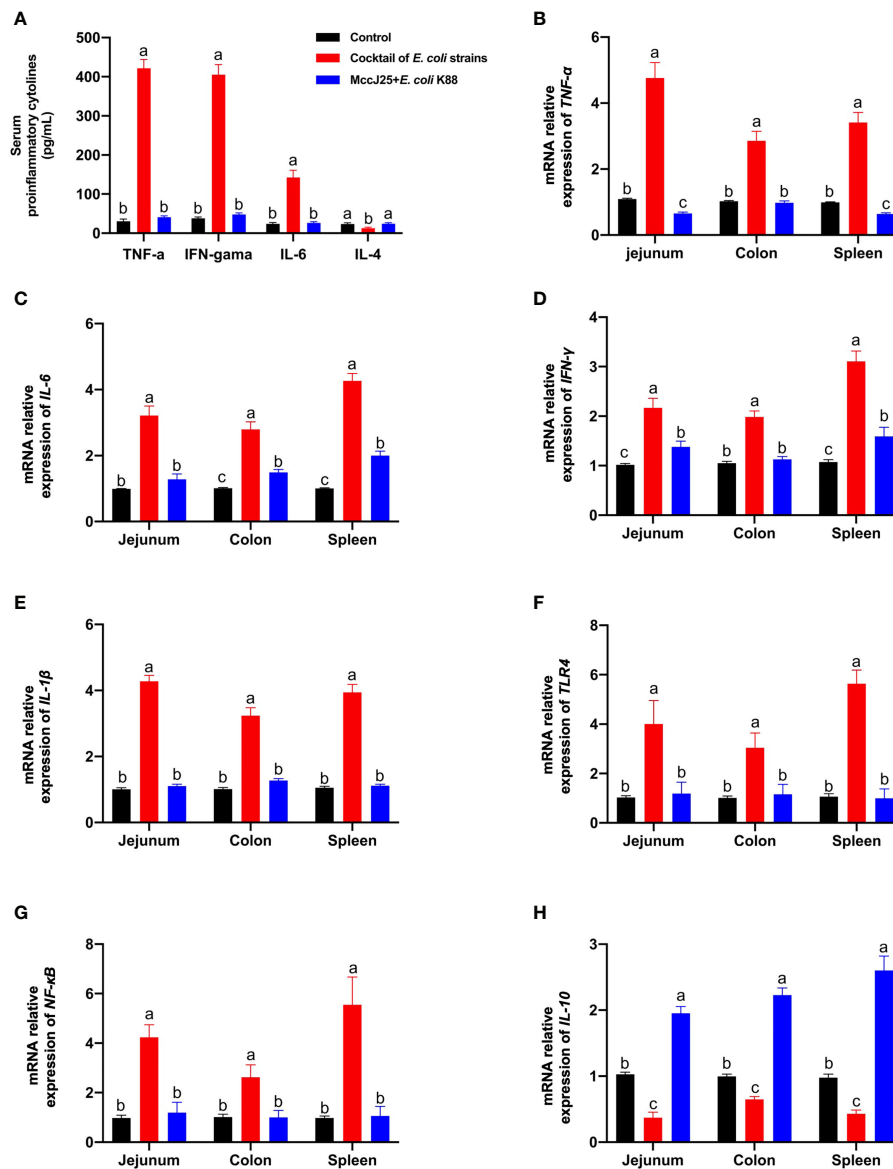 A
Serum
proinflammatory cytolines
(pg/mL)
500
400
300
200
100
0
Control
Cocktail of E. coli strains
MccJ25+E. coli K88
b a b
b a b
b a b
a b a
TNF-a IFN-gama IL-6 IL-4
B
mRNA relative
expression of TNF-α
6
4
2
0
b a c
b a b
b a c
jejunum Colon Spleen
C
mRNA relative
expression of IL-6
6
4
2
0
b a b
c a b
c a b
Jejunum Colon Spleen
D
mRNA relative
expression of IFN-γ
4
3
2
1
0
c a b
b a b
c a b
Jejunum Colon Spleen
E
mRNA relative
expression of IL-1β
6
4
2
0
b a b
b a b
b a b
Jejunum Colon Spleen
F
mRNA relative
expression of TLR4
8
6
4
2
0
b a b
b a b
b a b
Jejunum Colon Spleen
G
mRNA relative
expression of NF-κB
8
6
4
2
0
b a b
b a b
b a b
Jejunum Colon Spleen
H
mRNA relative
expression of IL-10
3
2
1
0
b c a
b c a
b c a
Jejunum Colon Spleen